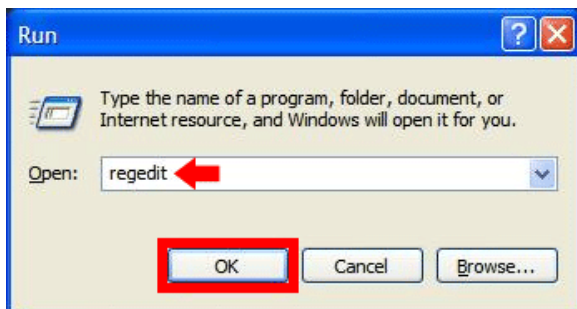 Run
Type the name of a program, folder, document, or
Internet resource, and Windows will open it for you.
Open: regedit
OK Cancel Browse...